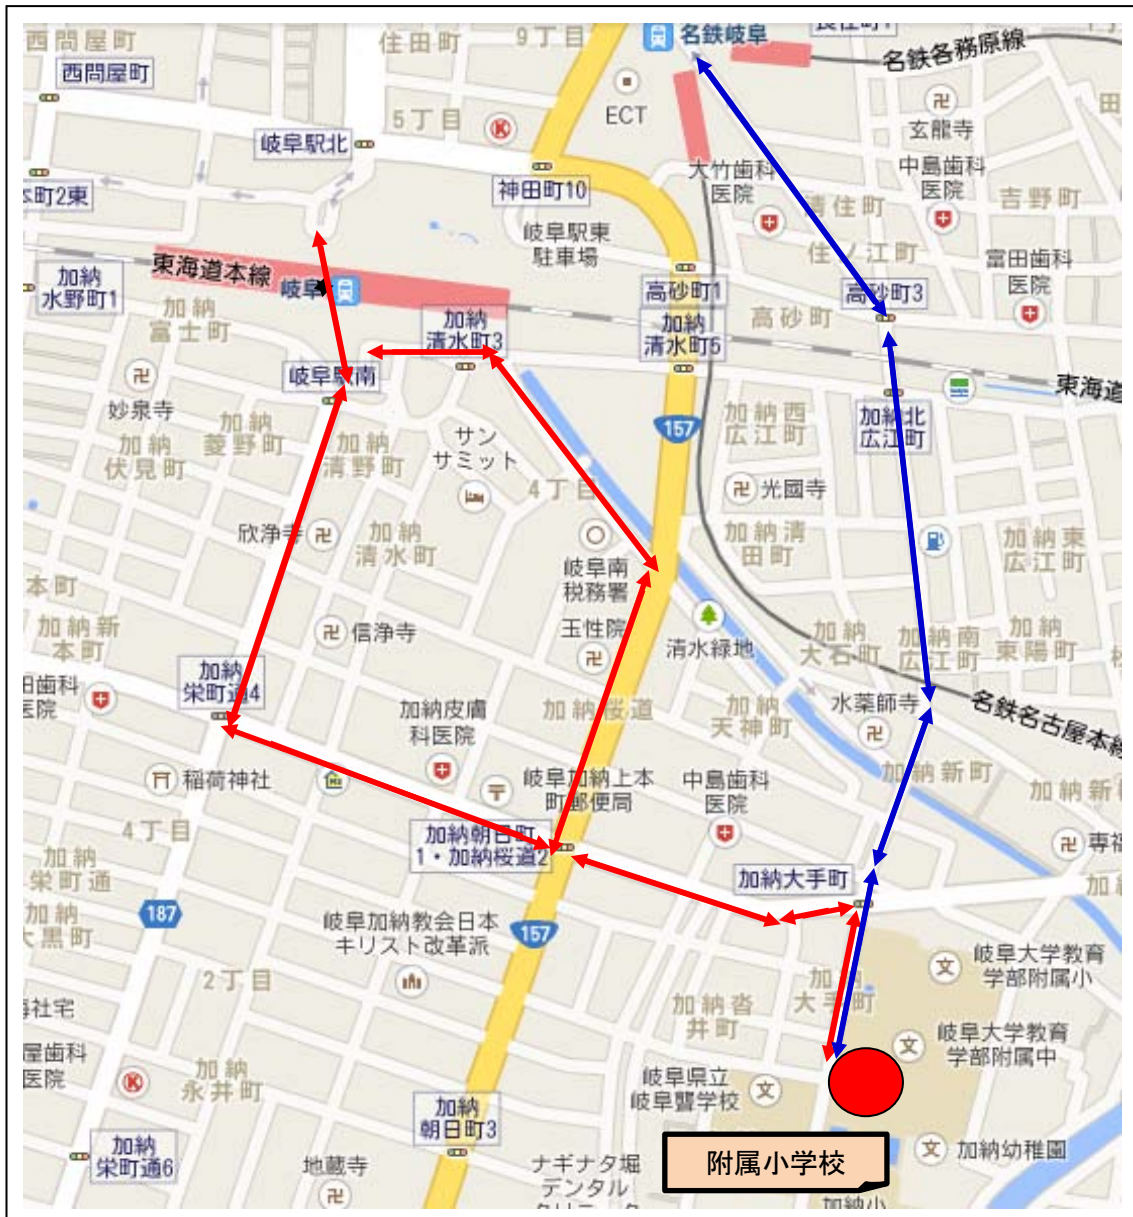 西問屋町
西問屋町
住田町
9丁目
名鉄岐阜
長住町1
名鉄各務原線
ECT
5丁目
岐阜駅北
玄龍寺
中島歯科
医院
大竹歯科
医院
吉野町
清住町
神田町10
本町2東
岐阜駅東
駐車場
住ノ江町
富田歯科
医院
東海道本線
岐阜
加納
水野町1
加納
富士町
高砂町1
高砂町3
高砂町
加納
清水町3
加納
清水町5
岐阜駅南
東海道
妙泉寺
加納
伏見町
加納
菱野町
加納
清野町
サン
サミット
4丁目
157
加納西
広江町
加納北
広江町
光國寺
欣浄寺
加納
清水町
岐阜南
税務署
加納清
田町
加納東
広江町
本町
加納新
本町
信浄寺
玉性院
清水緑地
加納
大石町
加納南
広江町
加納
東陽町
田歯科
医院
加納
栄町通4
加納皮膚
科医院
加納桜道
加納
天神町
水薬師寺
名鉄名古屋本線
稲荷神社
岐阜加納上本
町郵便局
中島歯科
医院
加納新町
4丁目
加納朝日町
1・加納桜道2
加納大手町
専福
加納
栄町通
187
加納
大黒町
岐阜加納教会日本
キリスト改革派
157
岐阜大学教育
学部附属小
2丁目
加納沓
井町
加納
大手町
岐阜大学教育
学部附属中
屋歯科
医院
加納
永井町
岐阜県立
岐阜聾学校
加納
朝日町3
附属小学校
加納幼稚園
加納
栄町通6
地蔵寺
ナギナタ堀
デンタル
加納小